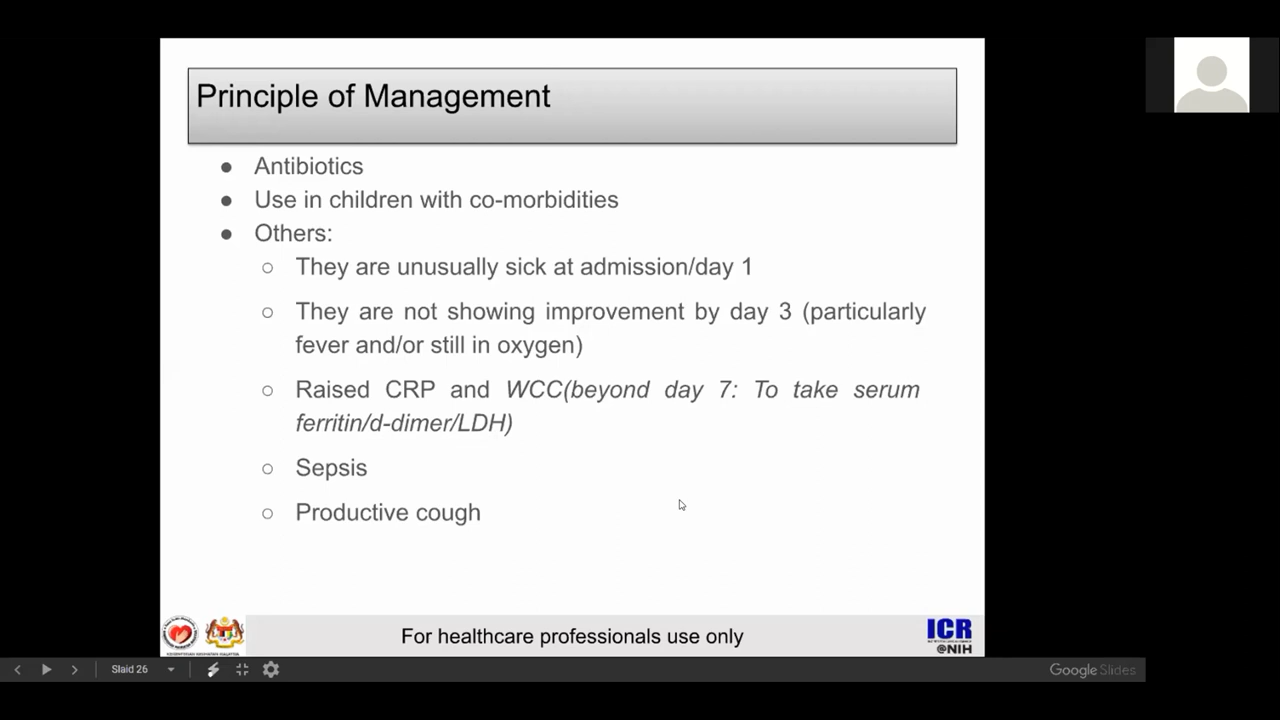 Principle of Management
● Antibiotics
● Use in children with co-morbidities
● Others:
○ They are unusually sick at admission/day 1
○ They are not showing improvement by day 3 (particularly
fever and/or still in oxygen)
○ Raised CRP and WCC(beyond day 7: To take serum
ferritin/d-dimer/LDH)
○ Sepsis
○ Productive cough
For healthcare professionals use only
ICR
@NIH
Slaid 26
Google Slides